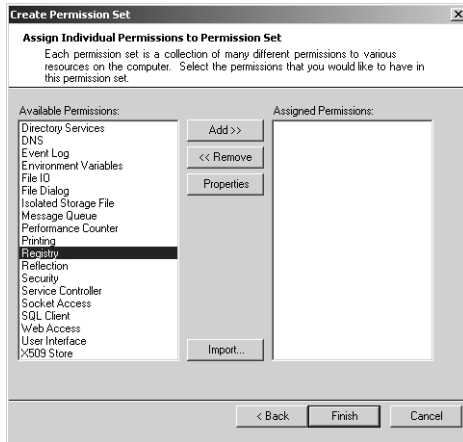 Create Permission Set
Assign Individual Permissions to Permission Set
Each permission set is a collection of many different permissions to various
resources on the computer. Select the permissions that you would like to have in
this permission set.
Available Permissions:
Directory Services
DNS
Event Log
Environment Variables
File IO
File Dialog
Isolated Storage File
Message Queue
Performance Counter
Printing
Registry
Reflection
Security
Service Controller
Socket Access
SQL Client
Web Access
User Interface
X509 Store
Add >>
<< Remove
Properties
Import...
Assigned Permissions:
< Back
Finish
Cancel